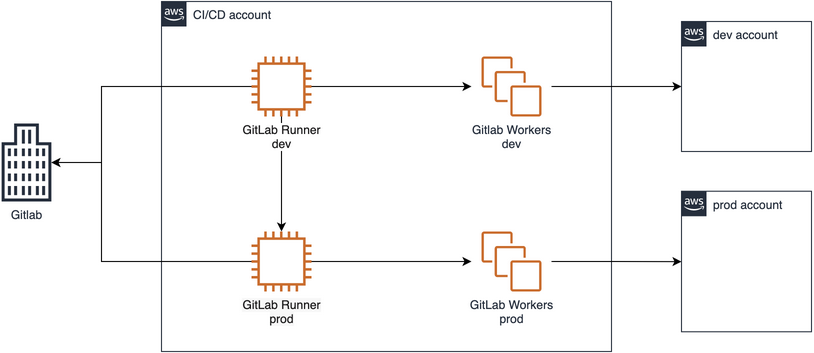 aws
CI/CD account
aws
dev account
GitLab Runner
dev
Gitlab Workers
dev
Gitlab
aws
prod account
GitLab Runner
prod
GitLab Workers
prod